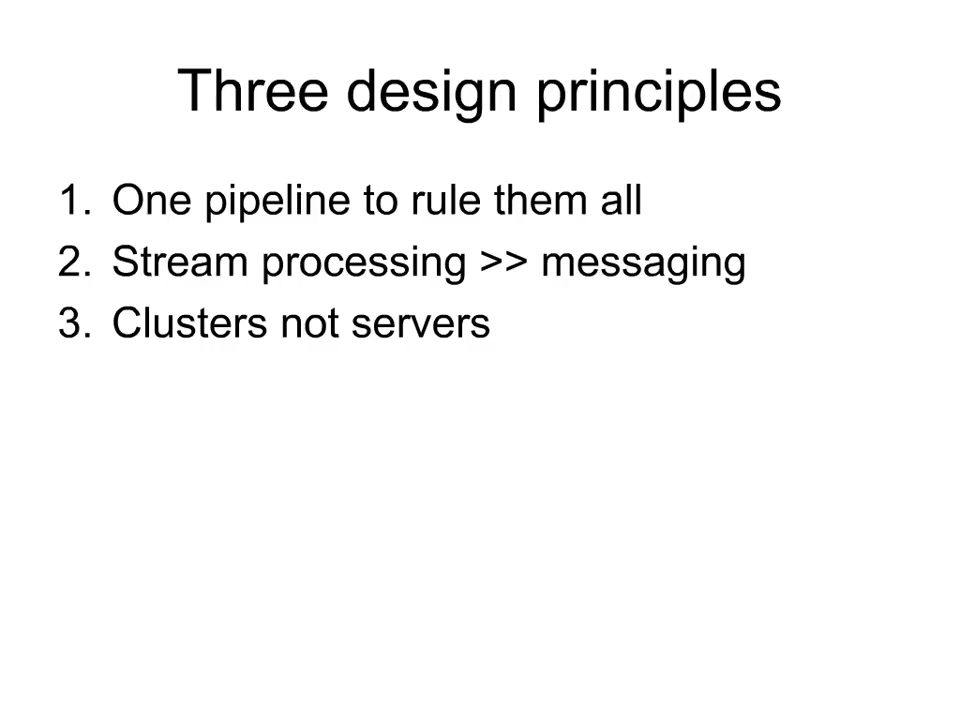 Three design principles
1. One pipeline to rule them all
2. Stream processing >> messaging
3. Clusters not servers